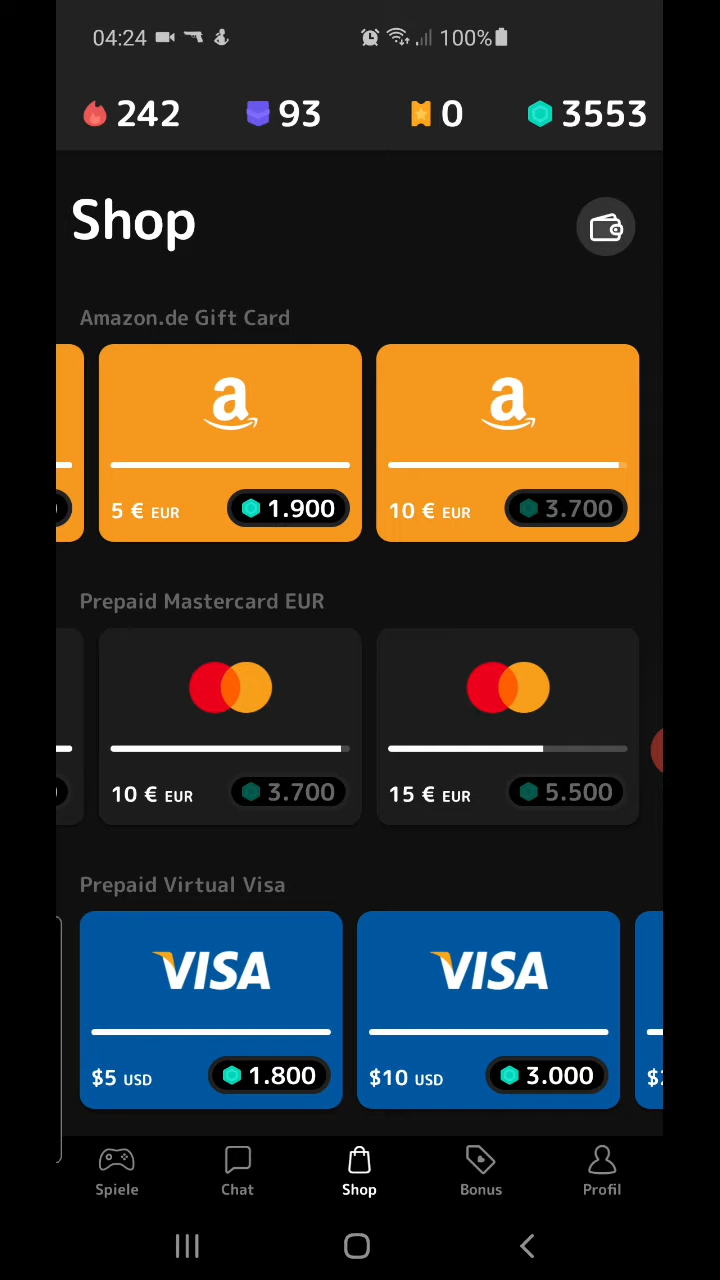 04:24 100%
242 93 0 3553
Shop
Amazon.de Gift Card
a a
5 € EUR 1.900 10 € EUR 3.700
Prepaid Mastercard EUR
10 € EUR 3.700 15 € EUR 5.500
Prepaid Virtual Visa
VISA VISA
$5 USD 1.800 $10 USD 3.000
Spiele Chat Shop Bonus Profil